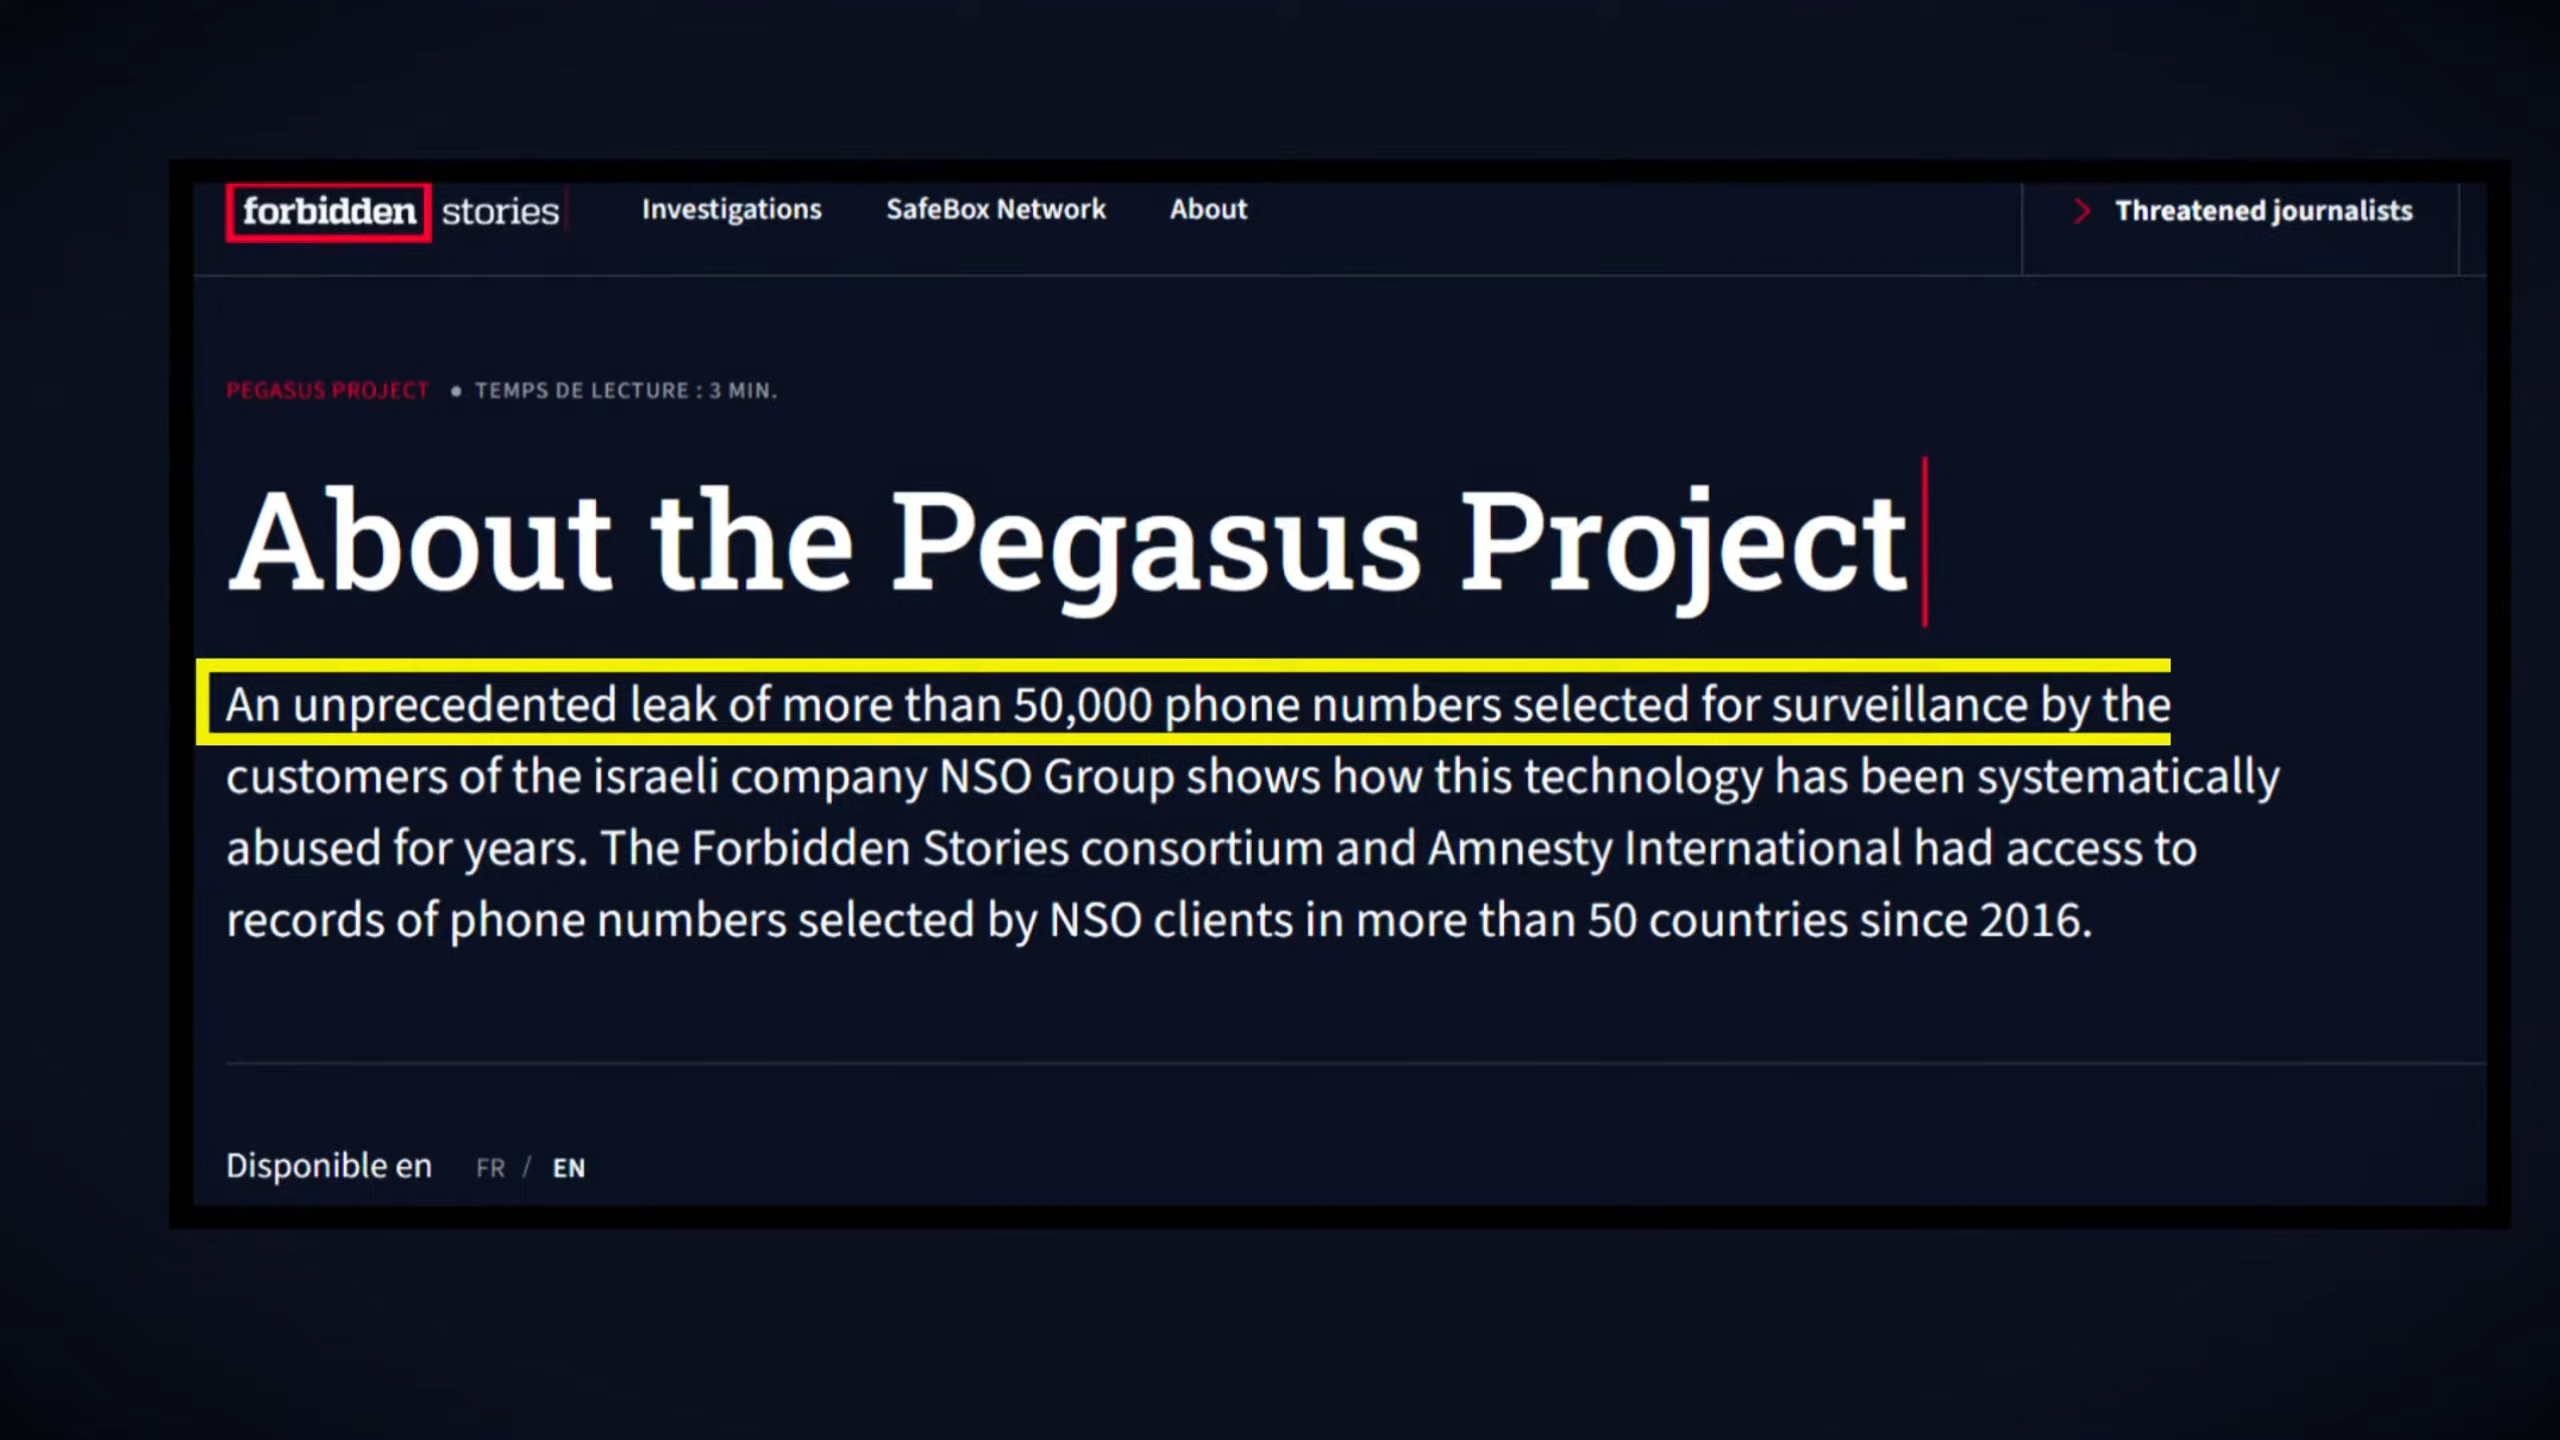 forbidden stories Investigations SafeBox Network About Threatened journalists
PEGASUS PROJECT • TEMPS DE LECTURE : 3 MIN.
About the Pegasus Project
An unprecedented leak of more than 50,000 phone numbers selected for surveillance by the
customers of the israeli company NSO Group shows how this technology has been systematically
abused for years. The Forbidden Stories consortium and Amnesty International had access to
records of phone numbers selected by NSO clients in more than 50 countries since 2016.
Disponible en FR / EN